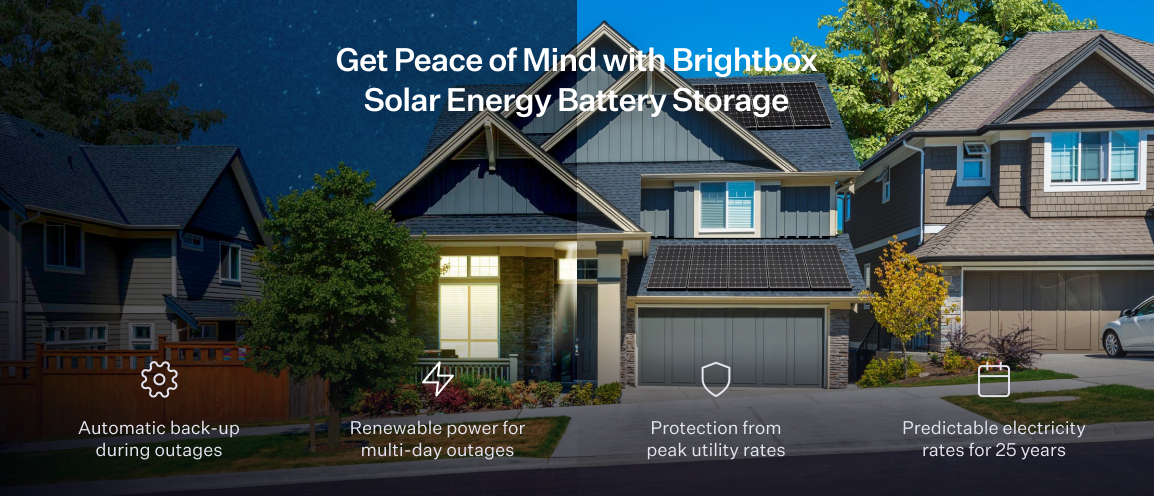 Get Peace of Mind with Brightbox
Solar Energy Battery Storage
Automatic back-up
during outages
Renewable power for
multi-day outages
Protection from
peak utility rates
Predictable electricity
rates for 25 years